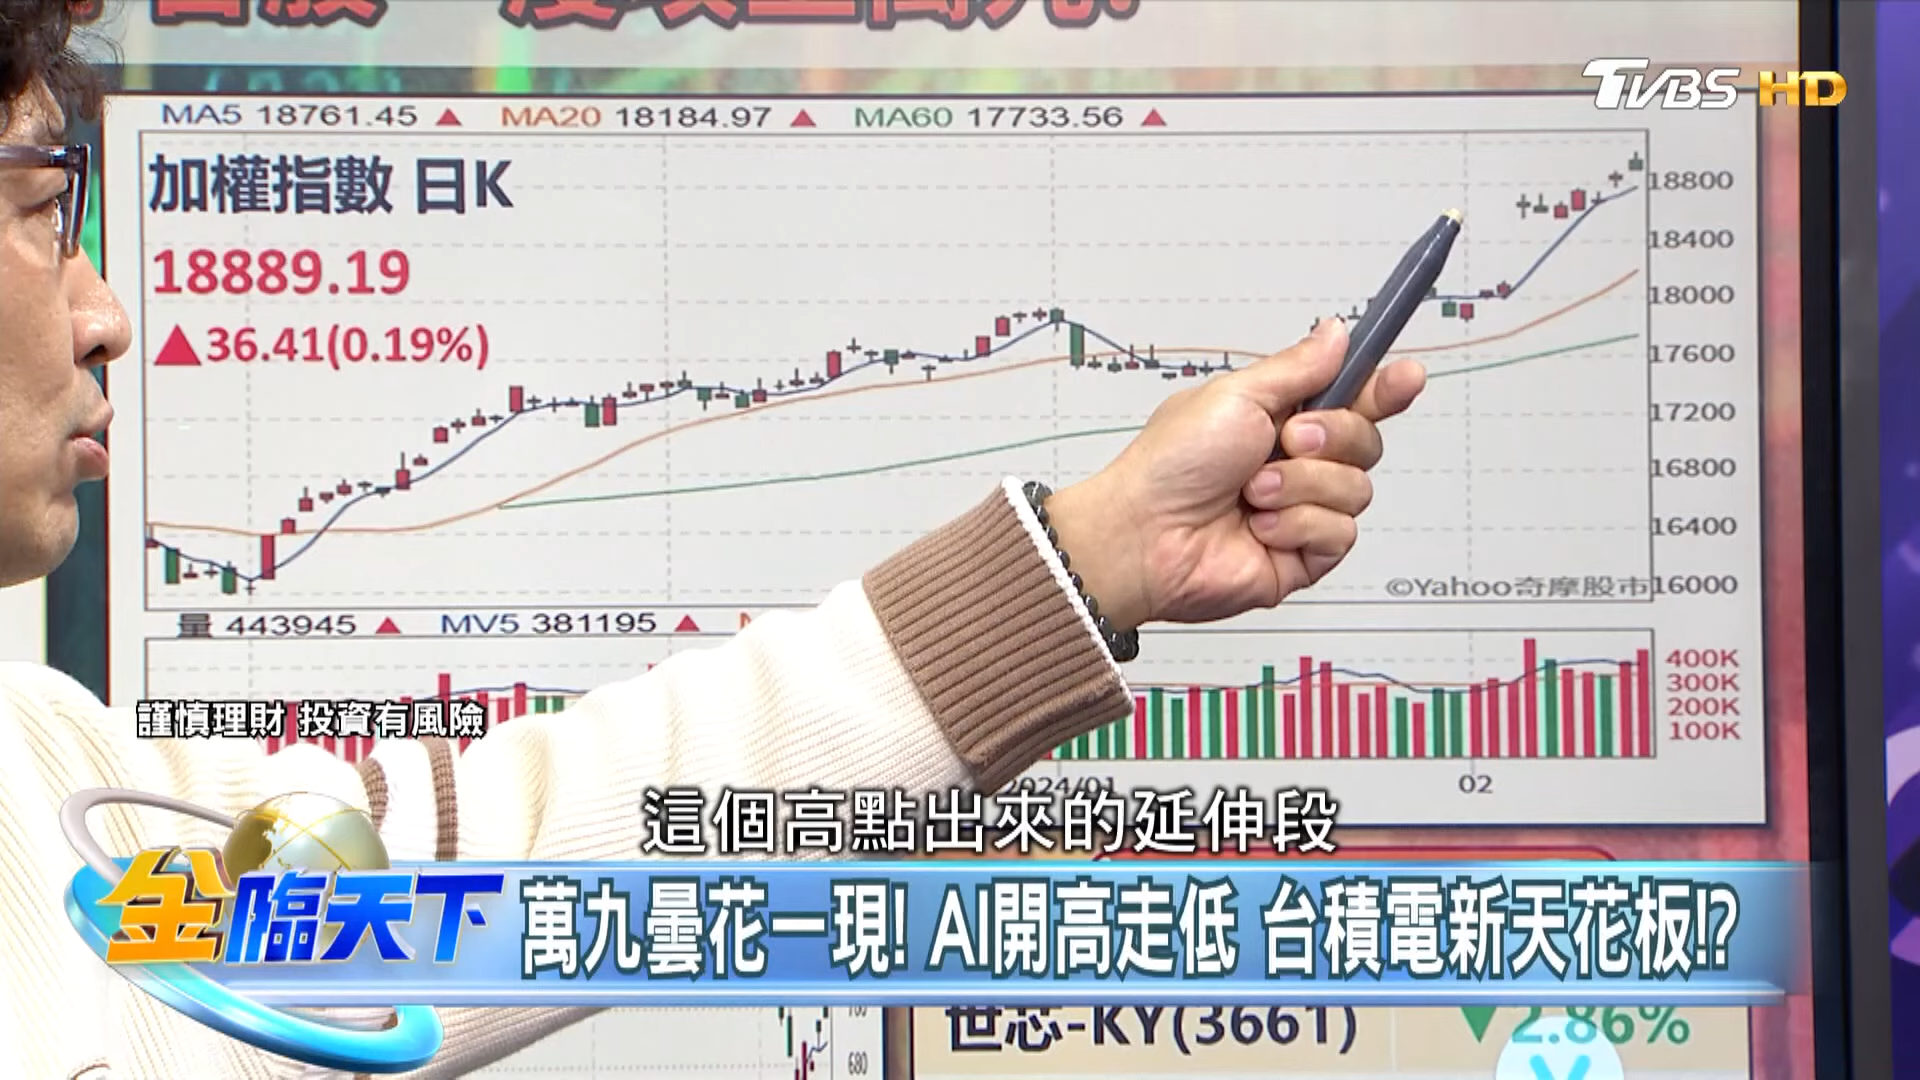 TVBS HD
MA5 18761.45 ▲ MA20 18184.97 ▲ MA60 17733.56 ▲
加權指數 日K
18889.19
▲36.41(0.19%)
18800
18400
18000
17600
17200
16800
16400
16000
©Yahoo奇摩股市
量 443945 ▲ MV5 381195 ▲
400K
300K
200K
100K
謹慎理財 投資有風險
2024/01
02
這個高點出來的延伸段
金臨天下
萬九曇花一現! AI開高走低 台積電新天花板!?
世芯-KY(3661) ▼2.86%
680